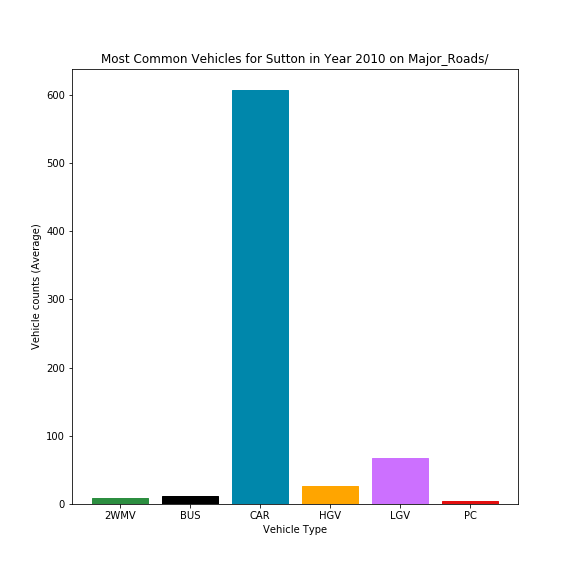 Most Common Vehicles for Sutton in Year 2010 on Major_Roads/
600
500
400
300
200
100
0
Vehicle counts (Average)
2WMV BUS CAR HGV LGV PC
Vehicle Type